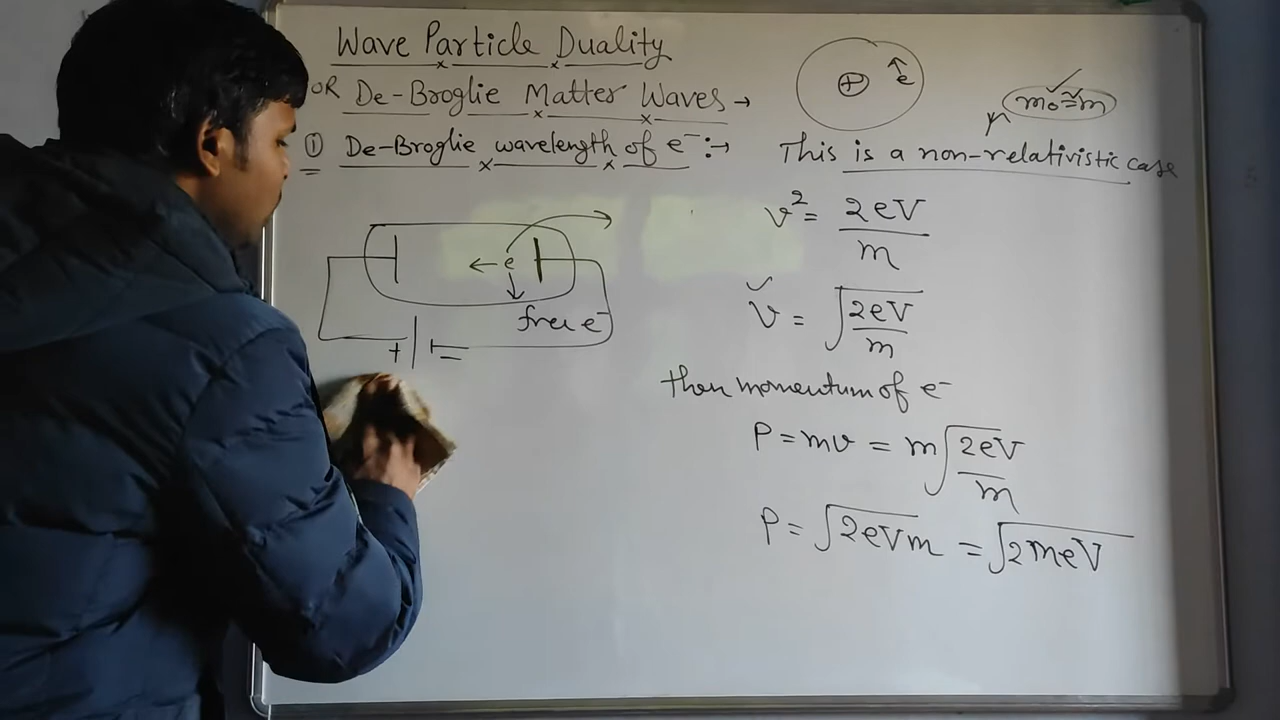 Wave Particle Duality
OR De-Broglie Matter Waves →
① De-Broglie wavelength of e⁻ :→
e
free e⁻
+ | =
⊕ e
m₀≅m
This is a non-relativistic case
v² = 2eV/m
v = √(2eV/m)
then momentum of e⁻
P = mv = m√(2eV/m)
P = √2eVm = √2meV